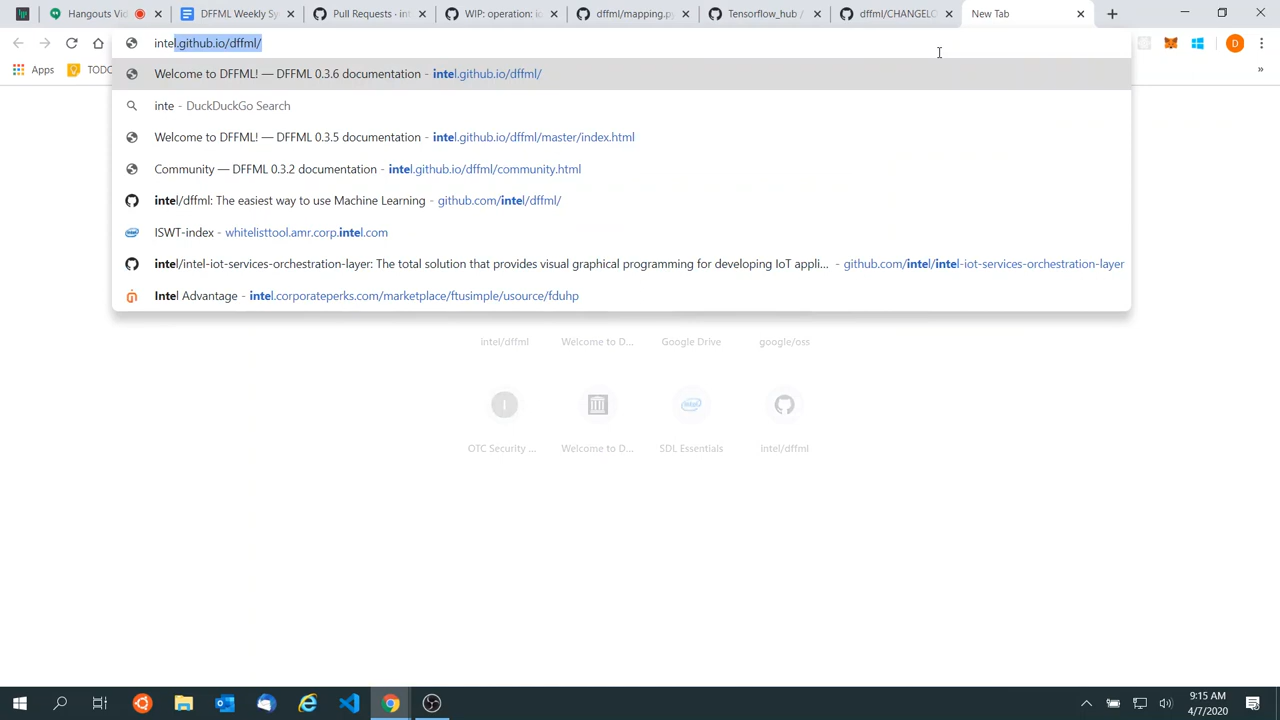 Hangouts Vid
DFFML Weekly Sy
Pull Requests · int
WIP: operation: io
dffml/mapping.py
Tensorflow_hub /
dffml/CHANGELO
New Tab
intel.github.io/dffml/
D
Apps
TODO
»
Welcome to DFFML! — DFFML 0.3.6 documentation - intel.github.io/dffml/
inte - DuckDuckGo Search
Welcome to DFFML! — DFFML 0.3.5 documentation - intel.github.io/dffml/master/index.html
Community — DFFML 0.3.2 documentation - intel.github.io/dffml/community.html
intel/dffml: The easiest way to use Machine Learning - github.com/intel/dffml/
ISWT-index - whitelisttool.amr.corp.intel.com
intel/intel-iot-services-orchestration-layer: The total solution that provides visual graphical programming for developing IoT appli... - github.com/intel/intel-iot-services-orchestration-layer
Intel Advantage - intel.corporateperks.com/marketplace/ftusimple/usource/fduhp
intel/dffml
Welcome to D...
Google Drive
google/oss
I
intel
OTC Security ...
Welcome to D...
SDL Essentials
intel/dffml
9:15 AM
4/7/2020